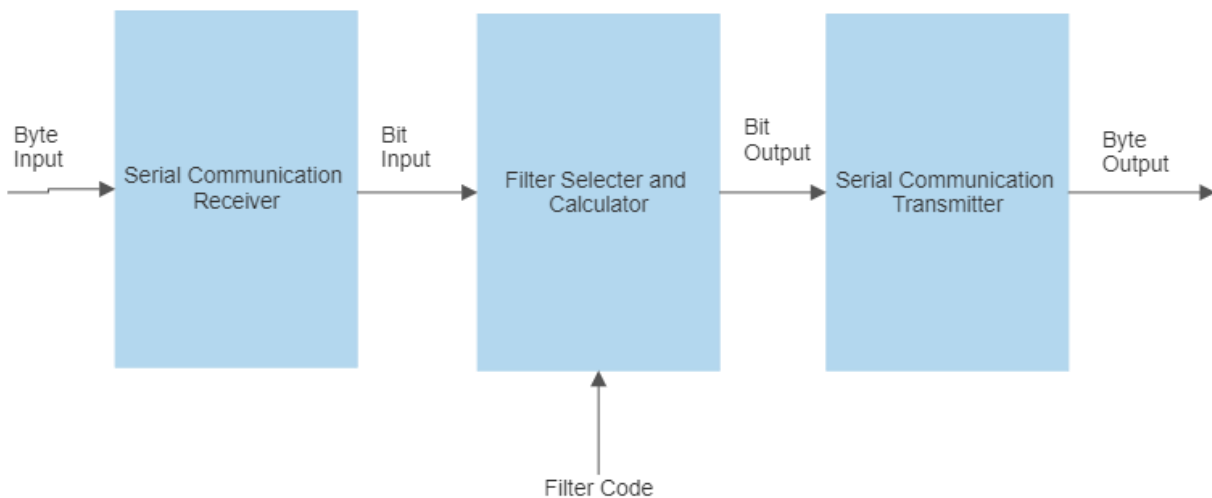 Byte
Input
Serial Communication
Receiver
Bit
Input
Filter Selecter and
Calculator
Bit
Output
Serial Communication
Transmitter
Byte
Output
Filter Code